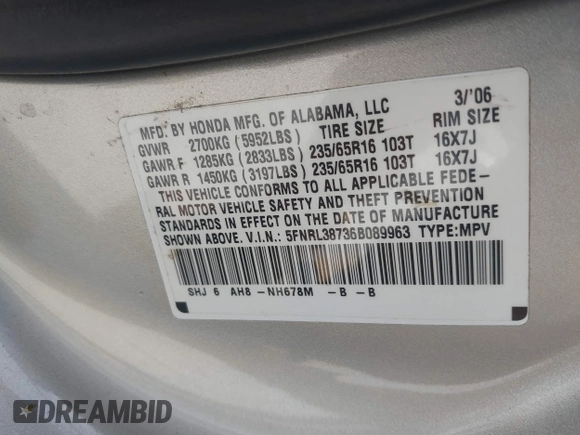 MFD. BY HONDA MFG. OF ALABAMA, LLC 3/'06
GVWR 2700KG (5952LBS) TIRE SIZE RIM SIZE
GAWR F 1285KG (2833LBS) 235/65R16 103T 16X7J
GAWR R 1450KG (3197LBS) 235/65R16 103T 16X7J
THIS VEHICLE CONFORMS TO ALL APPLICABLE FEDE-
RAL MOTOR VEHICLE SAFETY AND THEFT PREVENTION
STANDARDS IN EFFECT ON THE DATE OF MANUFACTURE
SHOWN ABOVE. V.I.N.: 5FNRL38736B089963 TYPE:MPV
SHJ 6 AH8 -NH678M -B -B
DREAMBID